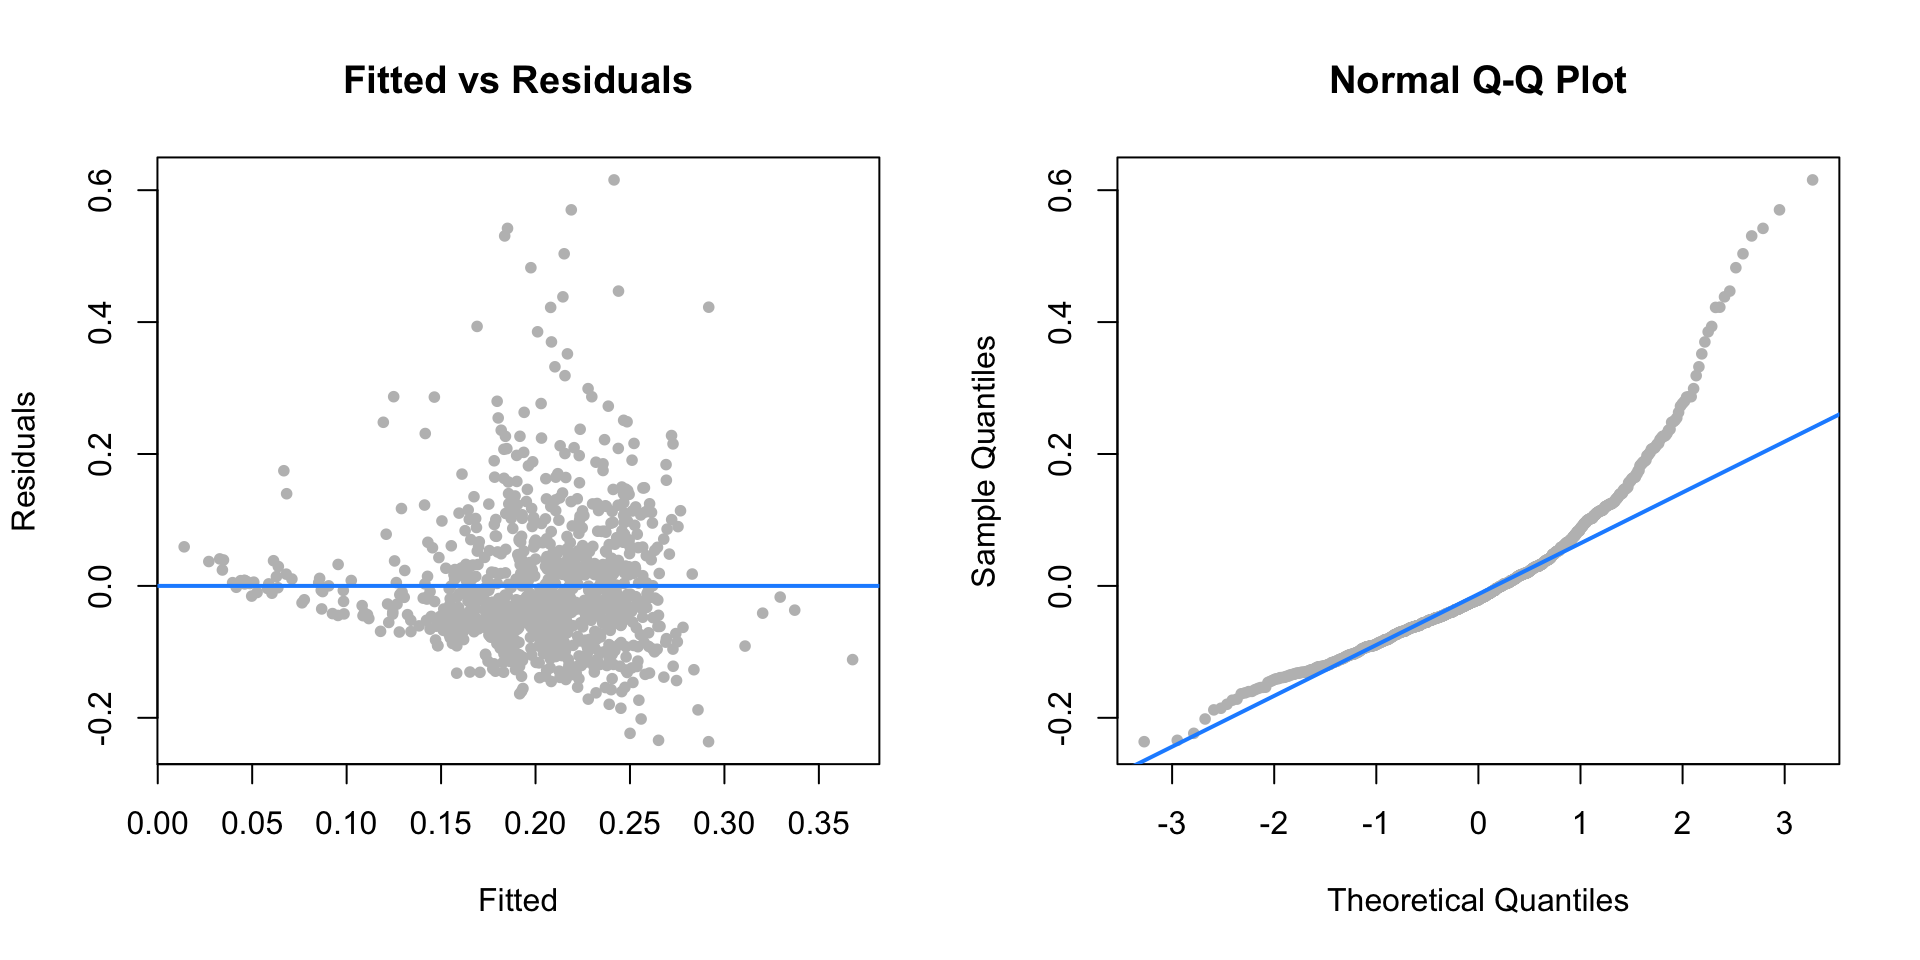 Fitted vs Residuals
Residuals
0.6
0.4
0.2
0.0
-0.2
0.00 0.05 0.10 0.15 0.20 0.25 0.30 0.35
Fitted
Normal Q-Q Plot
Sample Quantiles
0.6
0.4
0.2
0.0
-0.2
-3 -2 -1 0 1 2 3
Theoretical Quantiles